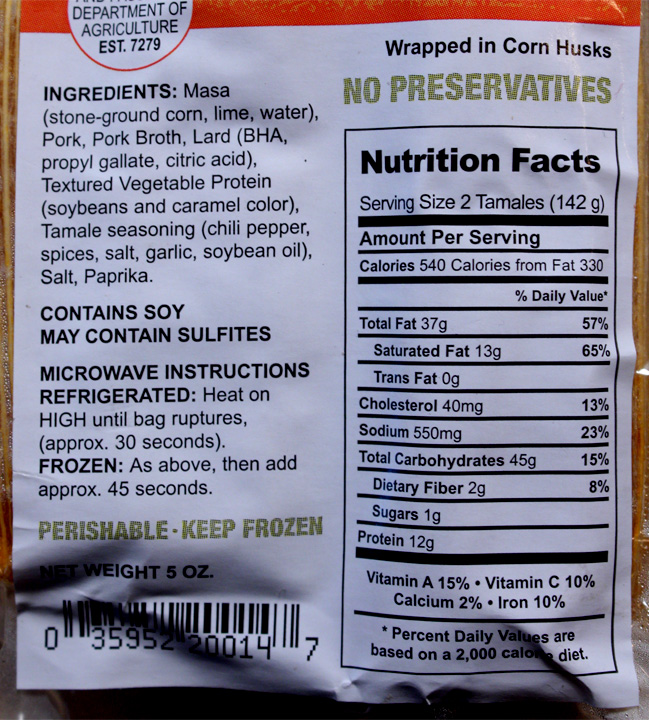 DEPARTMENT OF
AGRICULTURE
EST. 7279
INGREDIENTS: Masa
(stone-ground corn, lime, water),
Pork, Pork Broth, Lard (BHA,
propyl gallate, citric acid),
Textured Vegetable Protein
(soybeans and caramel color),
Tamale seasoning (chili pepper,
spices, salt, garlic, soybean oil),
Salt, Paprika.
CONTAINS SOY
MAY CONTAIN SULFITES
MICROWAVE INSTRUCTIONS
REFRIGERATED: Heat on
HIGH until bag ruptures,
(approx. 30 seconds).
FROZEN: As above, then add
approx. 45 seconds.
PERISHABLE - KEEP FROZEN
NET WEIGHT 5 OZ.
0 35952 20014 7
Wrapped in Corn Husks
NO PRESERVATIVES
Nutrition Facts
Serving Size 2 Tamales (142 g)
Amount Per Serving
Calories 540 Calories from Fat 330
% Daily Value*
Total Fat 37g 57%
Saturated Fat 13g 65%
Trans Fat 0g
Cholesterol 40mg 13%
Sodium 550mg 23%
Total Carbohydrates 45g 15%
Dietary Fiber 2g 8%
Sugars 1g
Protein 12g
Vitamin A 15% • Vitamin C 10%
Calcium 2% • Iron 10%
* Percent Daily Values are
based on a 2,000 calorie diet.